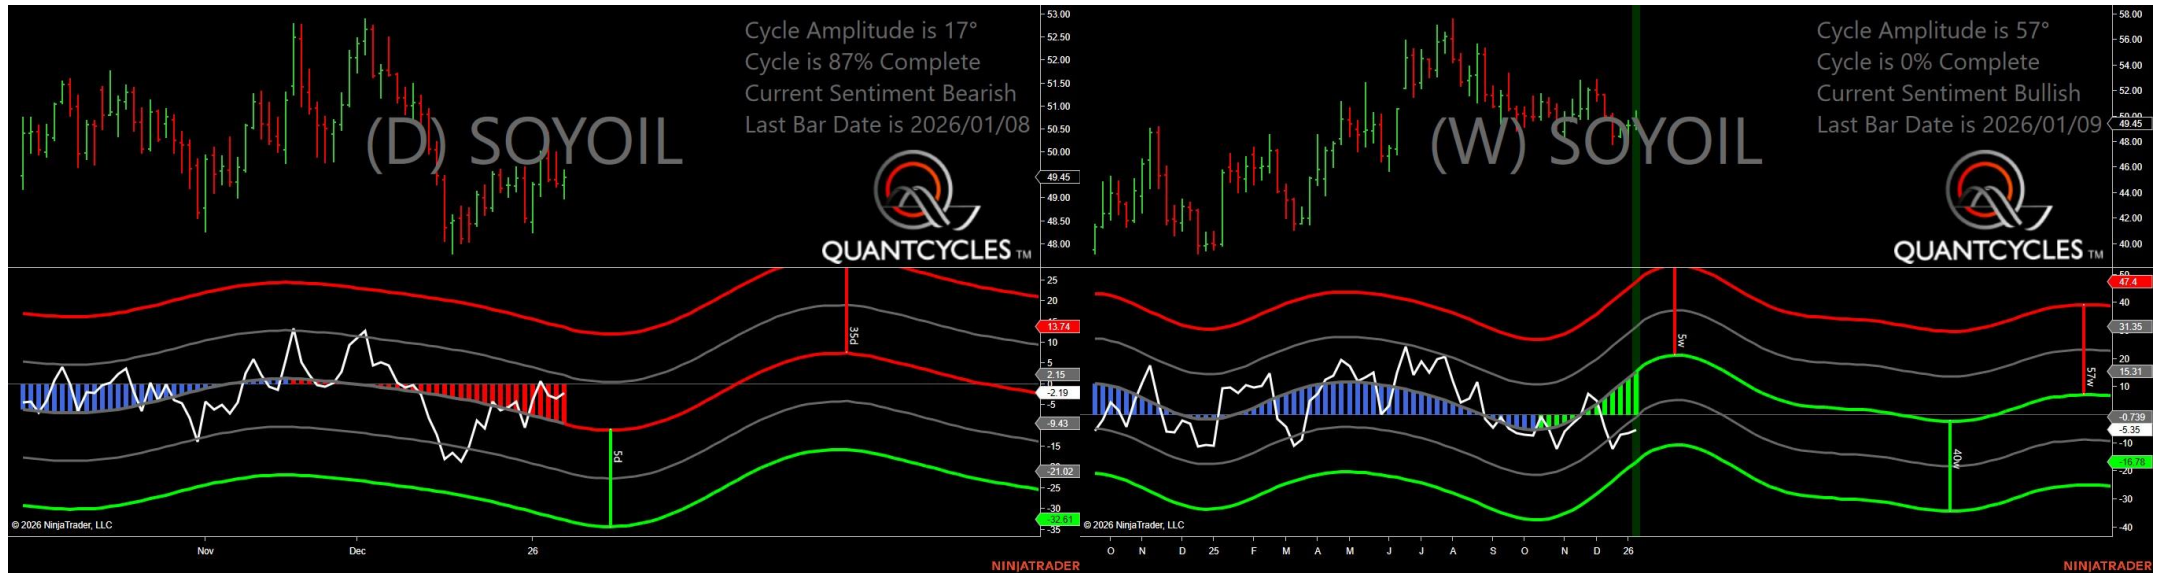 Cycle Amplitude is 17°
Cycle is 87% Complete
Current Sentiment Bearish
Last Bar Date is 2026/01/08
(D) SOYOIL
QUANTCYCLES TM
53.00
52.50
52.00
51.50
51.00
50.50
50.00
49.45
49.00
48.50
48.00
25
20
13.74
10
5
2.15
0
-2.19
-5
-9.43
-15
-21.02
-25
-30
-32.61
-35
35d
5d
© 2026 NinjaTrader, LLC
Nov
Dec
26
NINJATRADER
Cycle Amplitude is 57°
Cycle is 0% Complete
Current Sentiment Bullish
Last Bar Date is 2026/01/09
(W) SOYOIL
QUANTCYCLES TM
58.00
56.00
54.00
52.00
49.45
48.00
46.00
44.00
42.00
40.00
47.4
40
31.35
20
15.31
10
-0.739
-5.35
-10
-16.78
-20
-30
-40
5w
57w
40w
© 2026 NinjaTrader, LLC
O N D 25 F M A M J J A S O N D 26
NINJATRADER